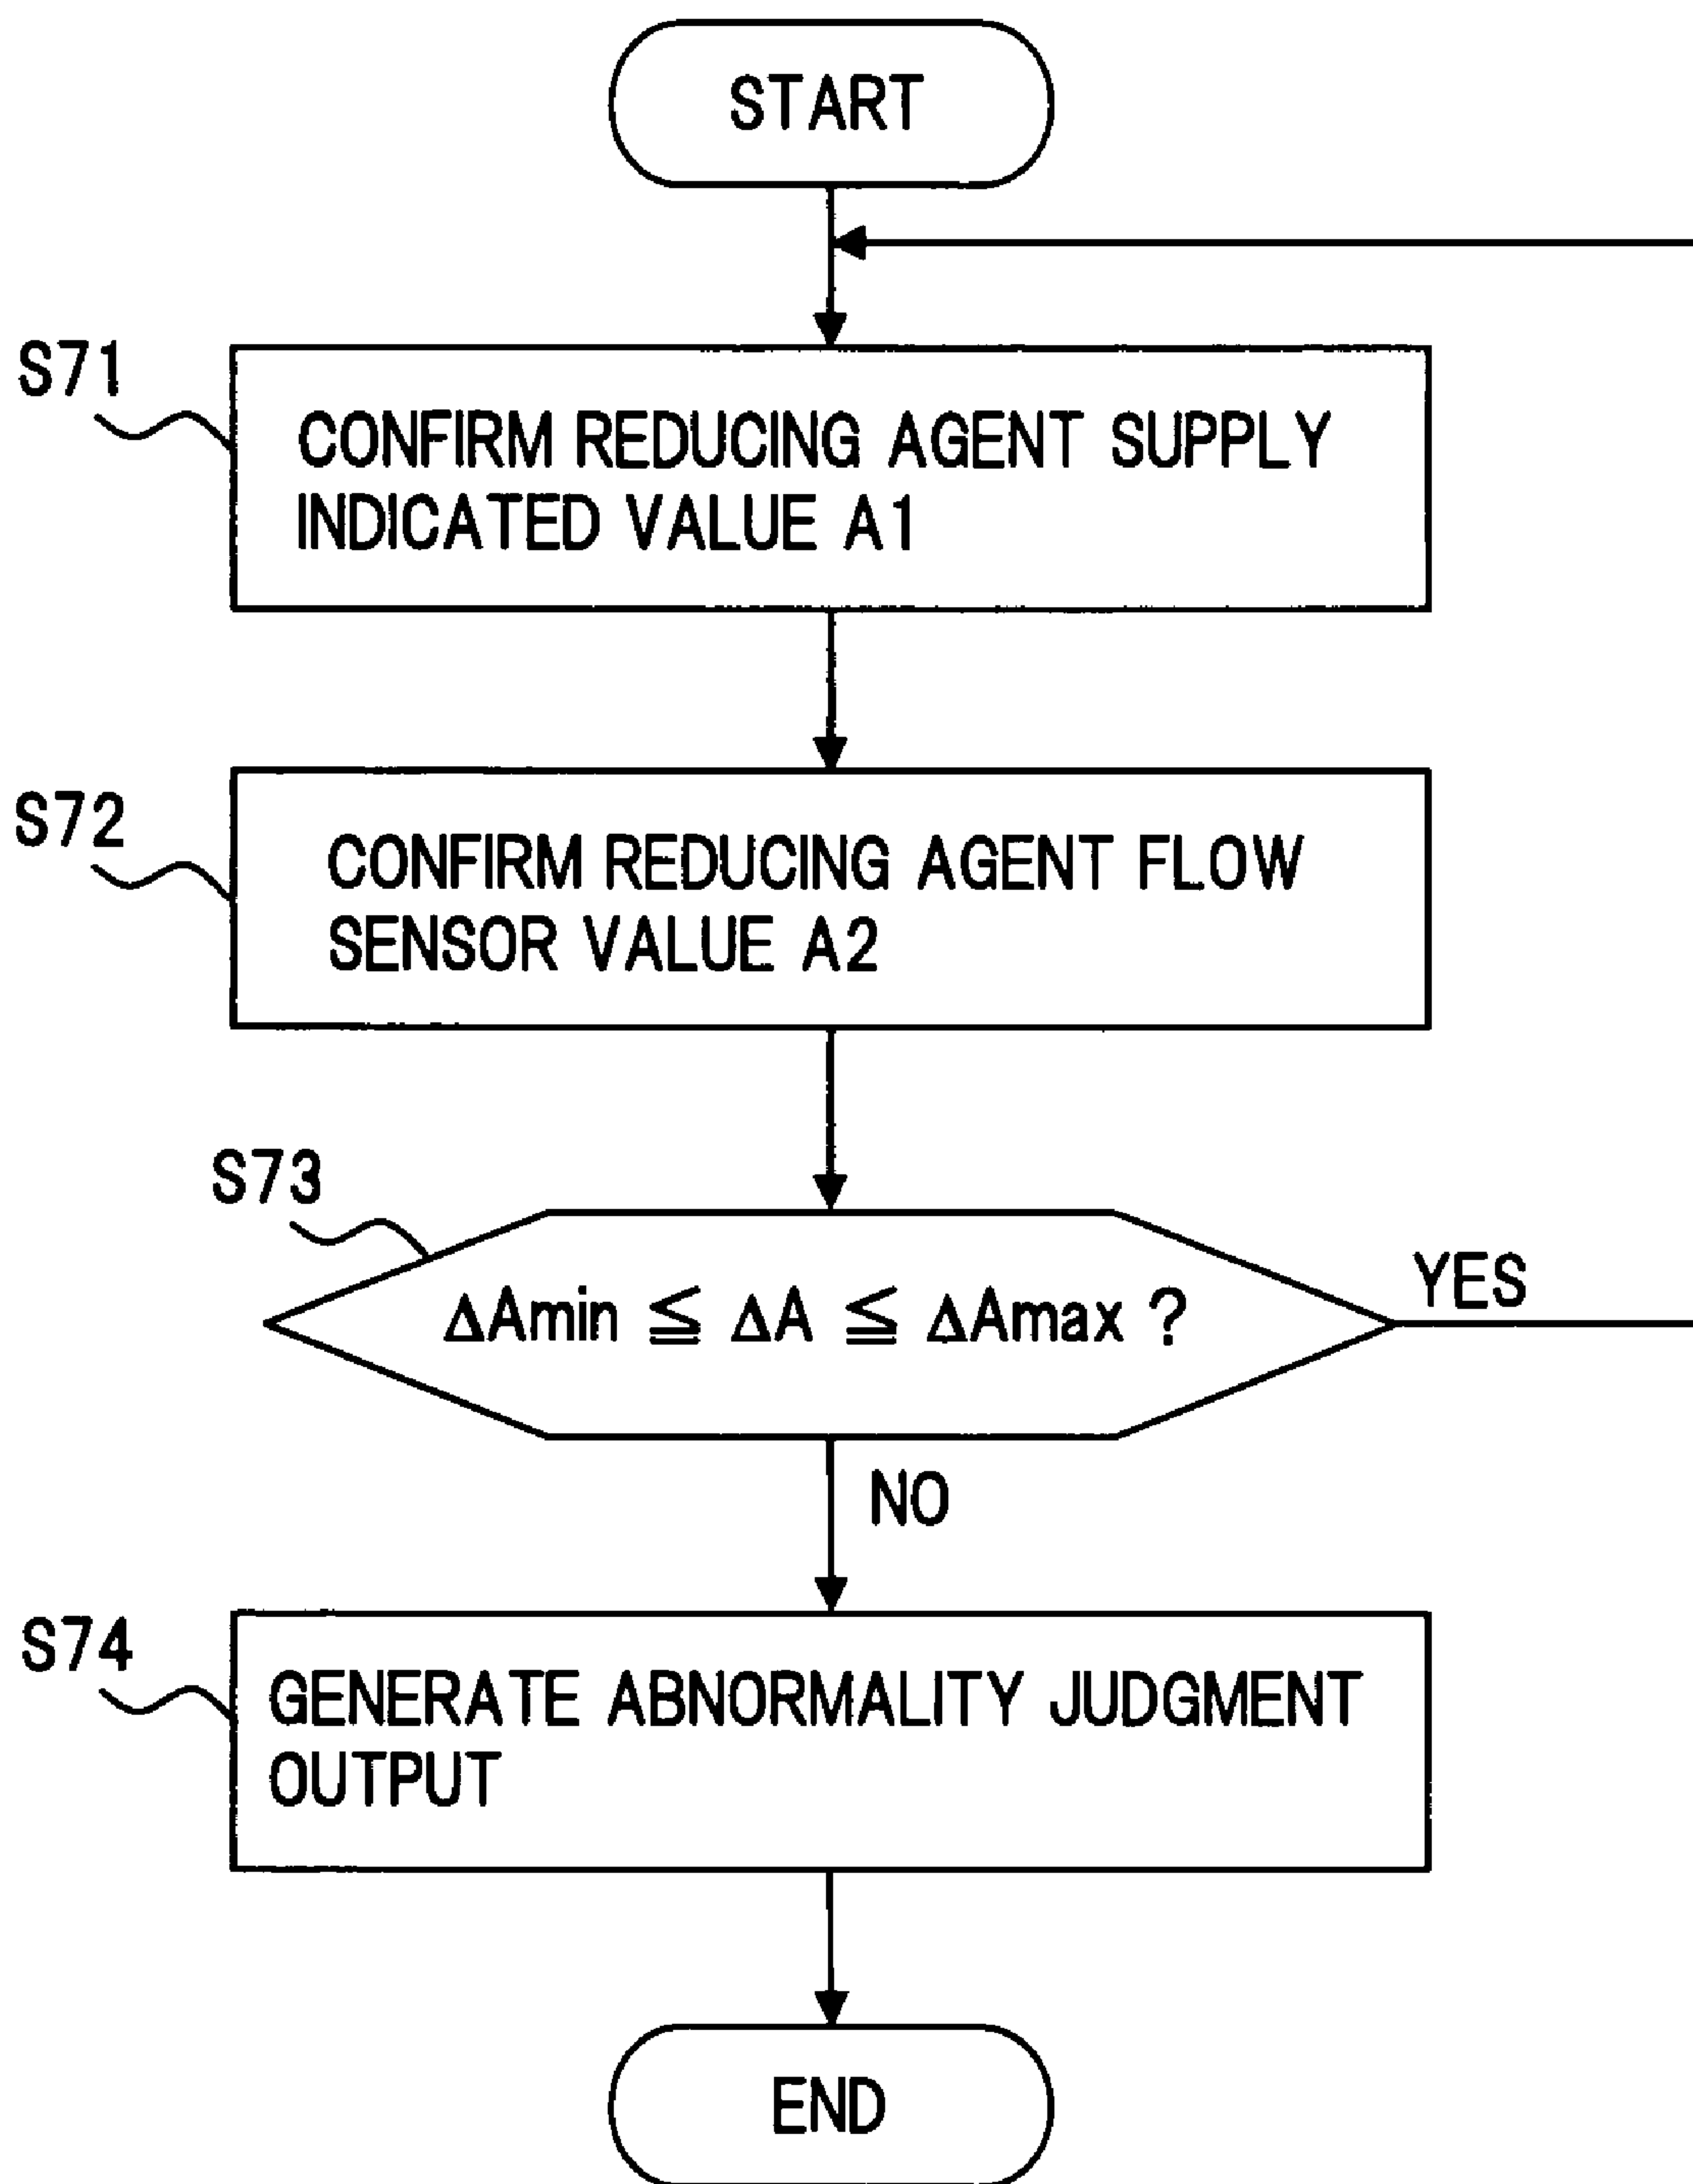 START
S71
CONFIRM REDUCING AGENT SUPPLY
INDICATED VALUE A1
S72
CONFIRM REDUCING AGENT FLOW
SENSOR VALUE A2
S73
ΔAmin ≦ ΔA ≦ ΔAmax ?
YES
NO
S74
GENERATE ABNORMALITY JUDGMENT
OUTPUT
END